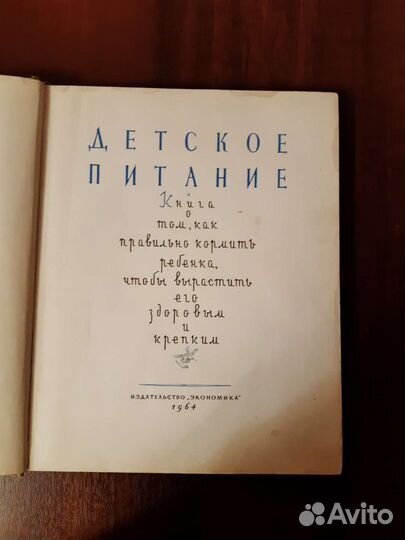 ДЕТСКОЕ
ПИТАНИЕ
Книга
о
том, как
правильно кормить
ребенка,
чтобы вырастить
его
здоровым
и
крепким
ИЗДАТЕЛЬСТВО „ЭКОНОМИКА"
1964
Avito